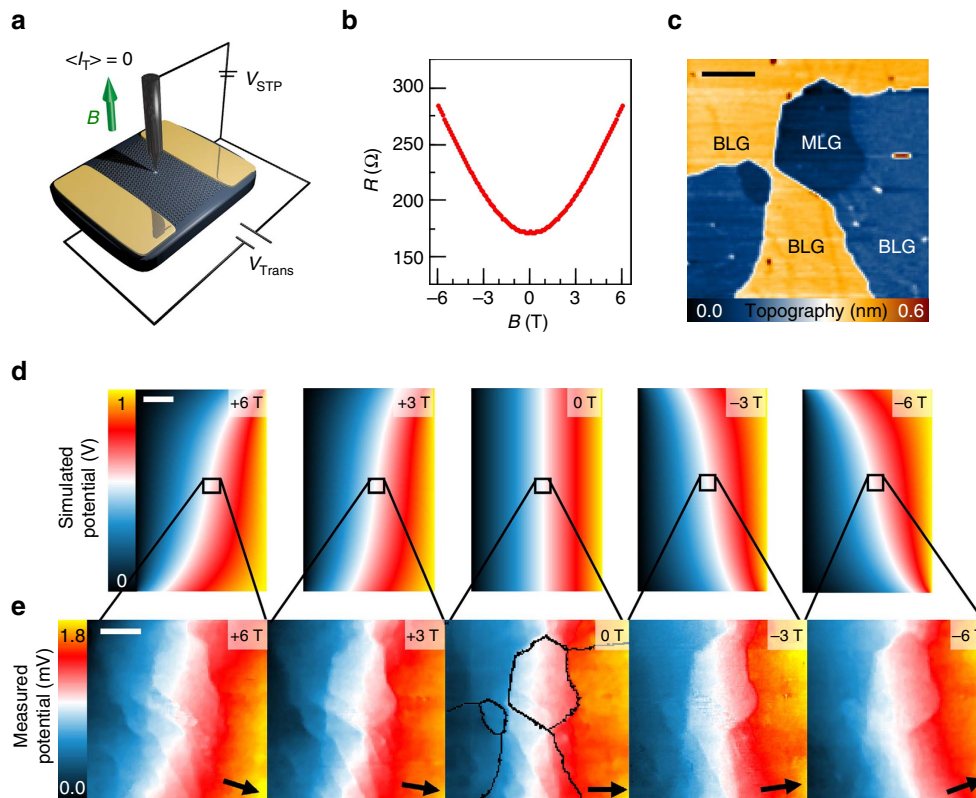 a
<I_T> = 0
B
V_STP
V_Trans
b
R (Ω)
300
250
200
150
−6
−3
0
3
6
B (T)
c
BLG
MLG
BLG
BLG
0.0
Topography (nm)
0.6
d
Simulated
potential (V)
1
0
+6 T
+3 T
0 T
−3 T
−6 T
e
Measured
potential (mV)
1.8
0.0
+6 T
+3 T
0 T
−3 T
−6 T